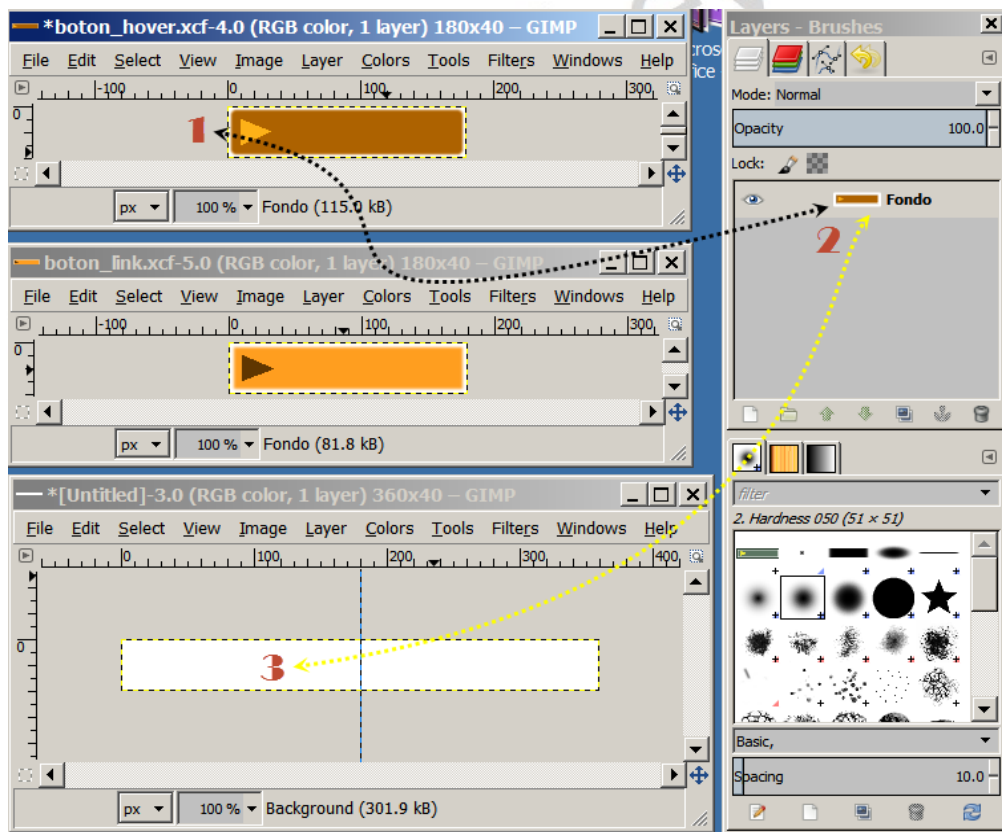 *boton_hover.xcf-4.0 (RGB color, 1 layer) 180x40 – GIMP
File Edit Select View Image Layer Colors Tools Filters Windows Help
-100 0 100 200 300
0
1
px 100 % Fondo (115.0 kB)
boton_link.xcf-5.0 (RGB color, 1 layer) 180x40 – GIMP
File Edit Select View Image Layer Colors Tools Filters Windows Help
-100 0 100 200 300
0
px 100 % Fondo (81.8 kB)
*[Untitled]-3.0 (RGB color, 1 layer) 360x40 – GIMP
File Edit Select View Image Layer Colors Tools Filters Windows Help
0 100 200 300 400
0
3
px 100 % Background (301.9 kB)
Layers - Brushes
Mode: Normal
Opacity 100.0
Lock:
Fondo
2
filter
2. Hardness 050 (51 × 51)
Basic,
Spacing 10.0